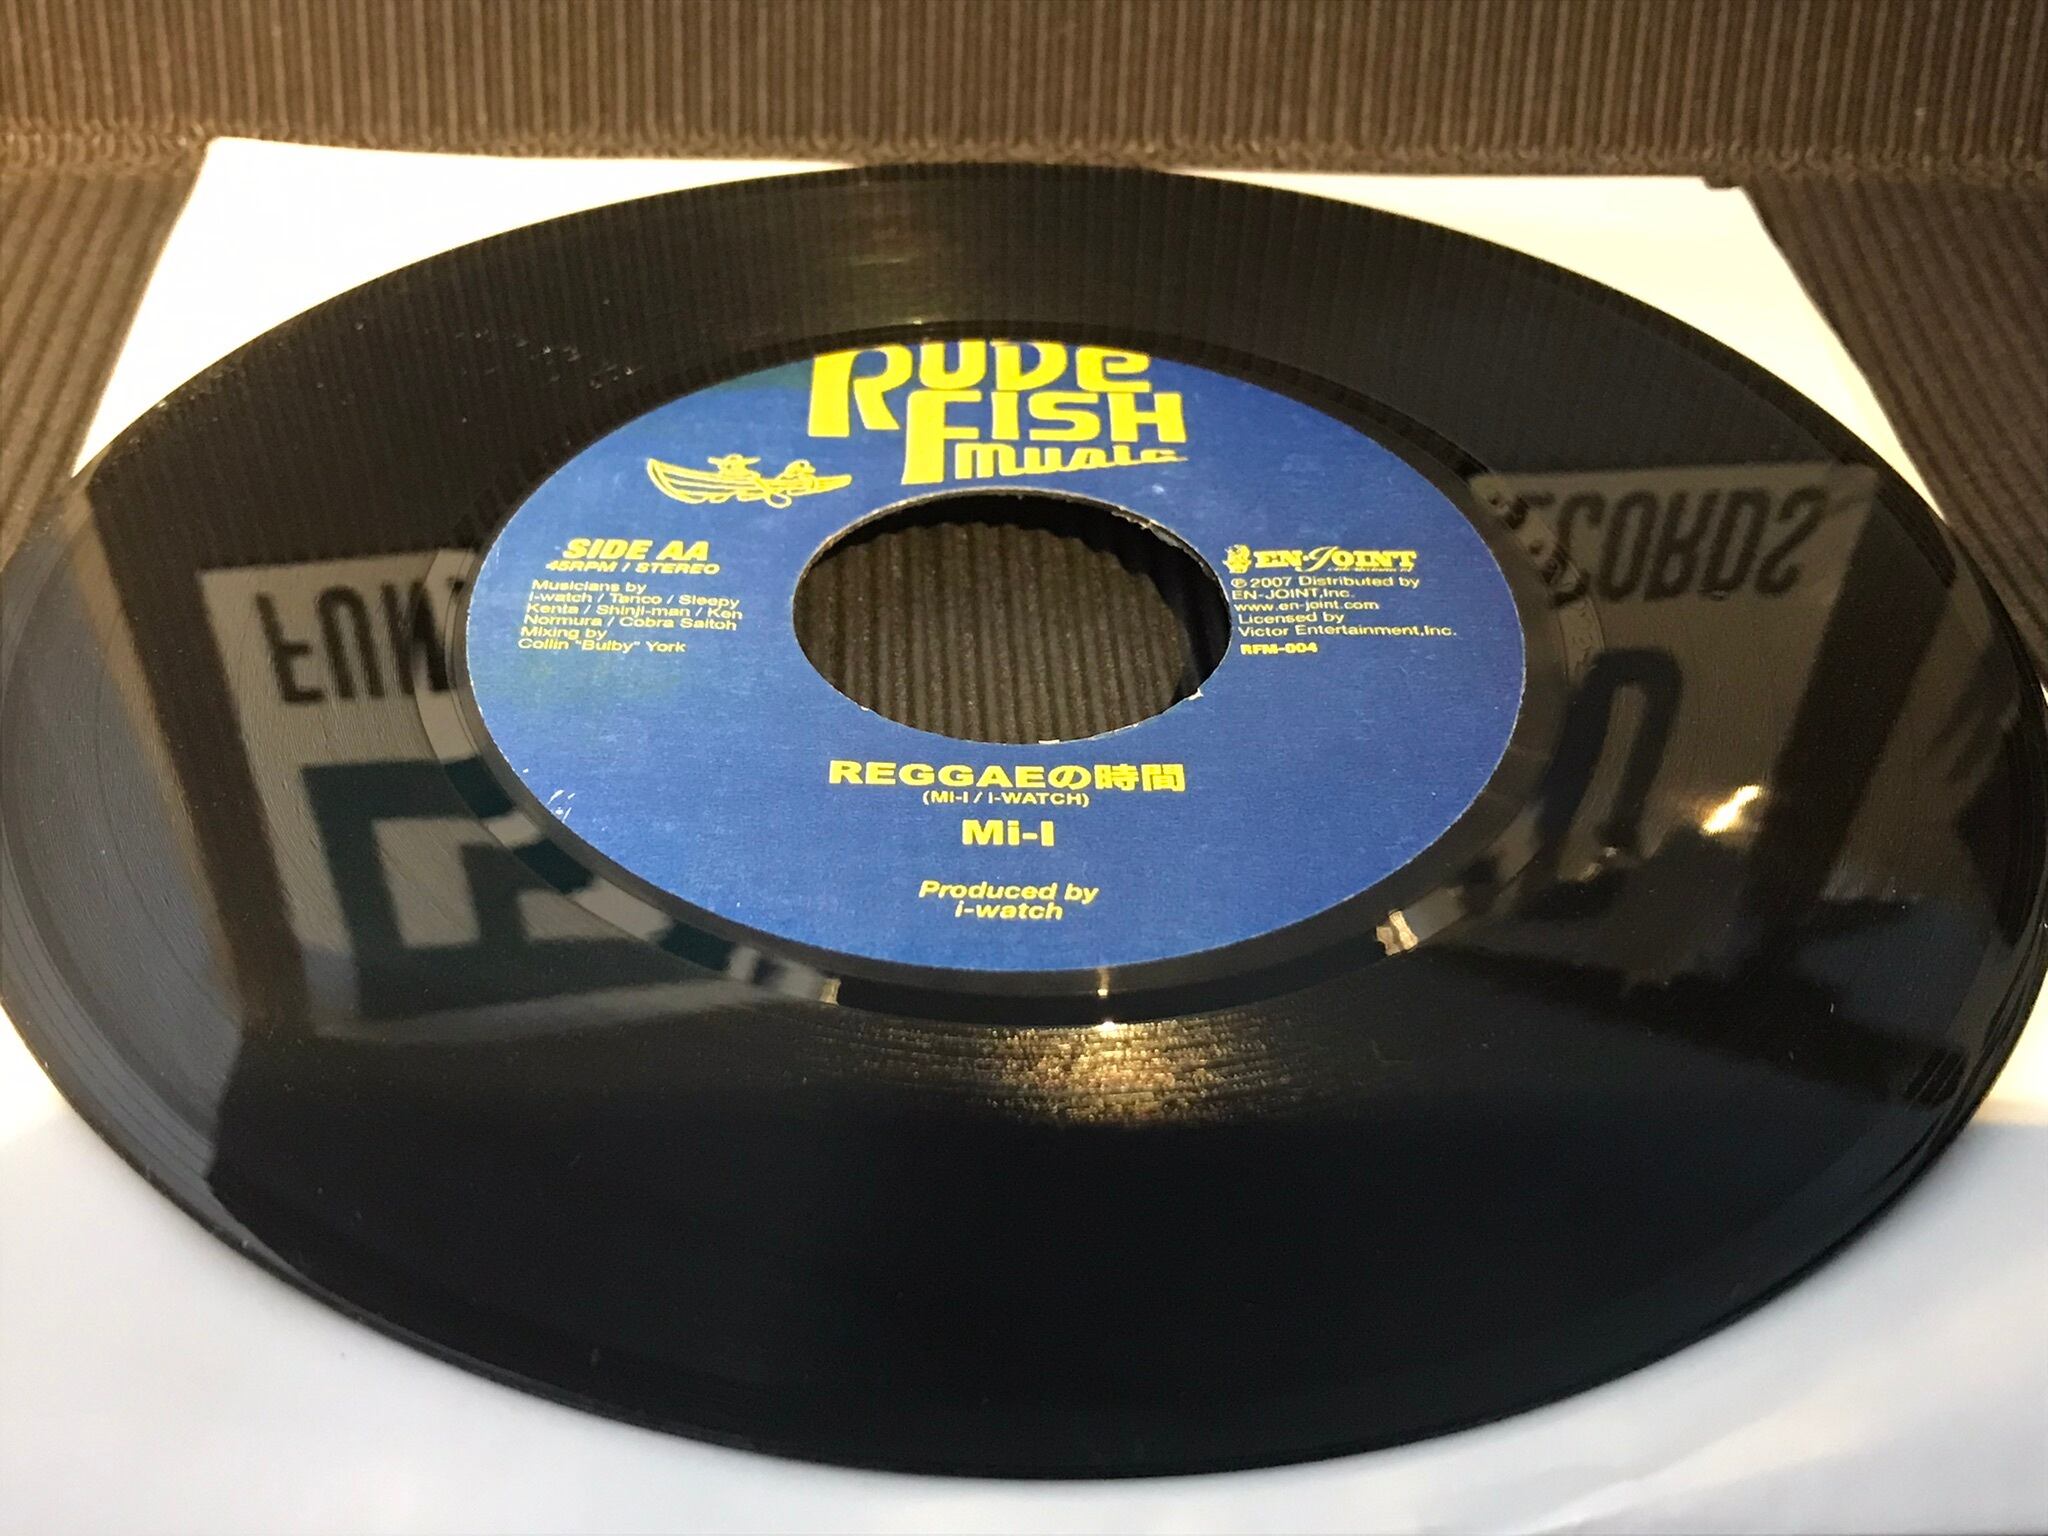 RUDE
FISH
Music
SIDE AA
45RPM / STEREO
Musicians by
i-watch / Tanco / Sleepy
Kenta / Shinji-man / Ken
Normura / Cobra Saitoh
Mixing by
Collin "Bulby" York
EN-JOINT
℗2007 Distributed by
EN-JOINT,Inc.
www.en-joint.com
Licensed by
Victor Entertainment,Inc.
RFM-004
REGGAEの時間
(Mi-I / i-WATCH)
Mi-I
Produced by
i-watch
FUN
ECORDS